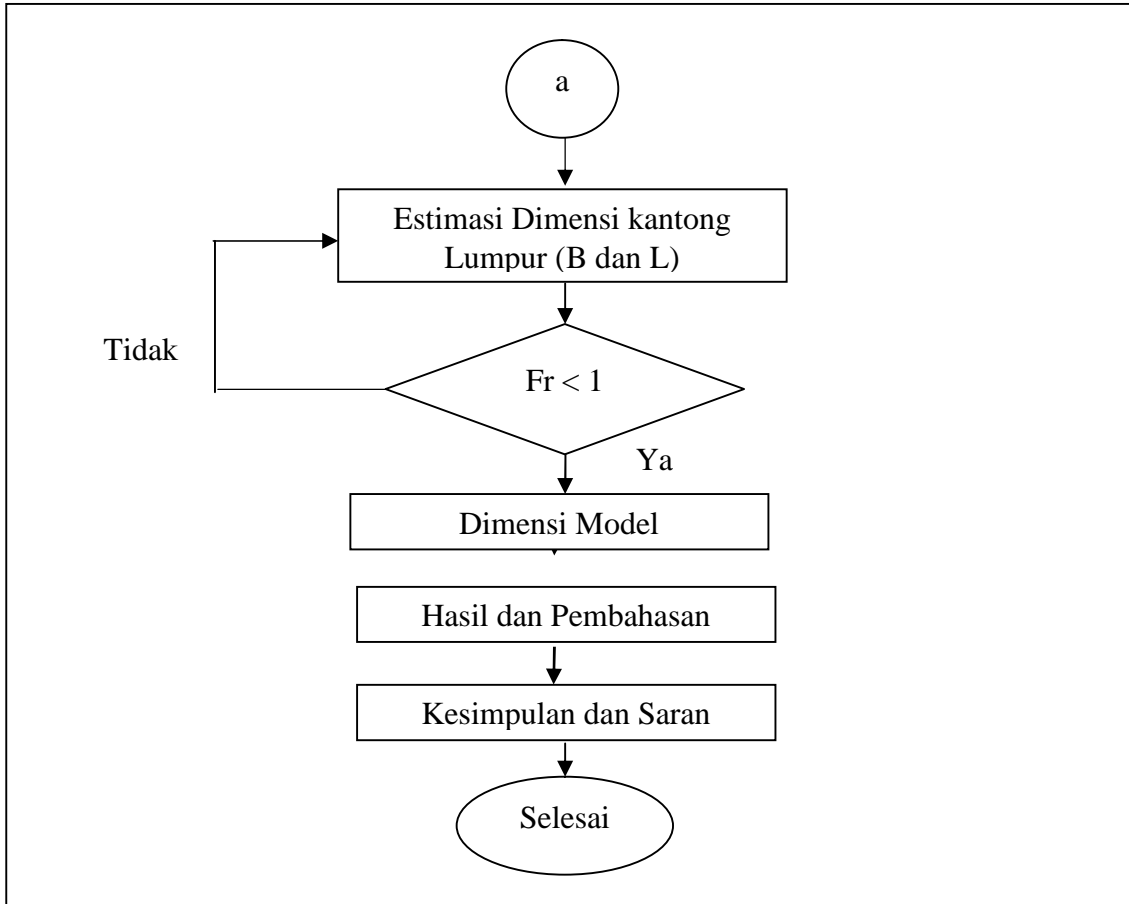 a
Estimasi Dimensi kantong
Lumpur (B dan L)
Tidak
Fr < 1
Ya
Dimensi Model
Hasil dan Pembahasan
Kesimpulan dan Saran
Selesai